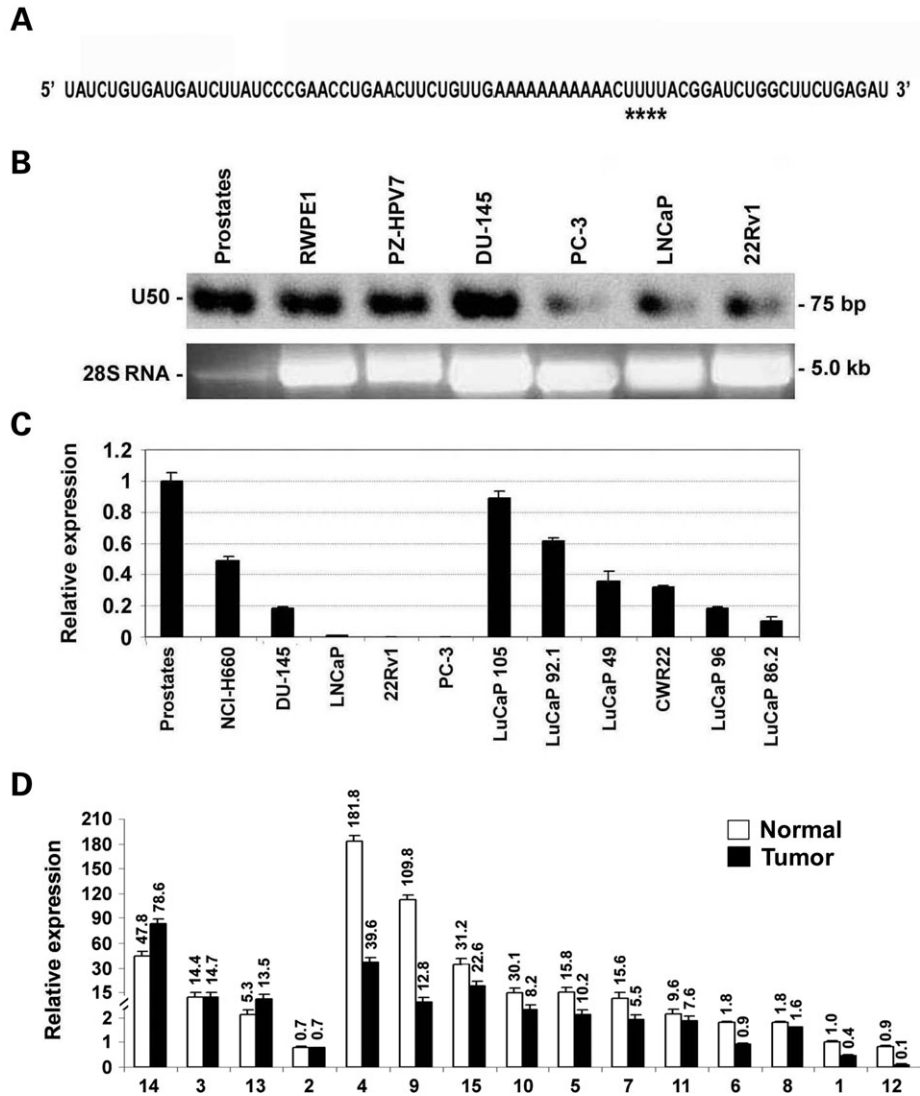 A
5' UAUCUGUGAUGAUCUUAUCCCGAACCUGAACUUCUGUUGAAAAAAAAAAAACUUUUACGGAUCUGGCUUCUGAGAU 3'
****
B
Prostates RWPE1 PZ-HPV7 DU-145 PC-3 LNCaP 22Rv1
U50 - - 75 bp
28S RNA - - 5.0 kb
C
Relative expression
1.2
1
0.8
0.6
0.4
0.2
0
Prostates NCI-H660 DU-145 LNCaP 22Rv1 PC-3 LuCaP 105 LuCaP 92.1 LuCaP 49 CWR22 LuCaP 96 LuCaP 86.2
D
Relative expression
210
180
150
120
90
60
30
15
2
1
0
Normal
Tumor
47.8 78.6 14.4 14.7 5.3 13.5 0.7 0.7 181.8 39.6 109.8 12.8 31.2 22.6 30.1 8.2 15.8 10.2 15.6 5.5 9.6 7.6 1.8 0.9 1.8 1.6 1.0 0.4 0.9 0.1
14 3 13 2 4 9 15 10 5 7 11 6 8 1 12